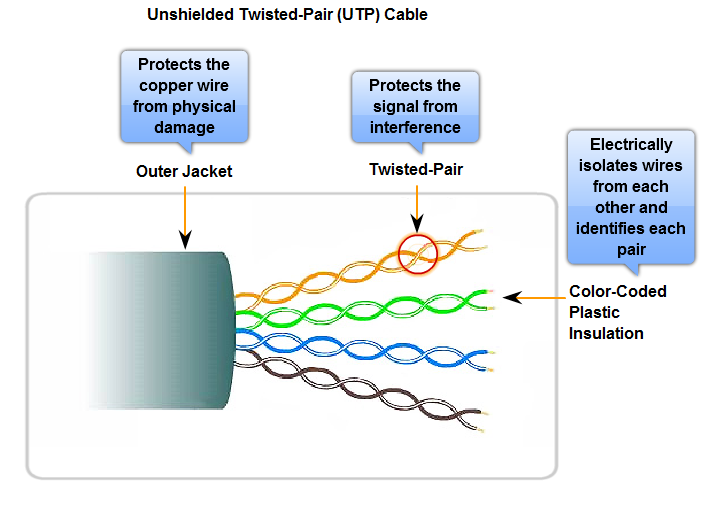 Unshielded Twisted-Pair (UTP) Cable
Protects the
copper wire
from physical
damage
Protects the
signal from
interference
Electrically
isolates wires
from each
other and
identifies each
pair
Outer Jacket
Twisted-Pair
Color-Coded
Plastic
Insulation